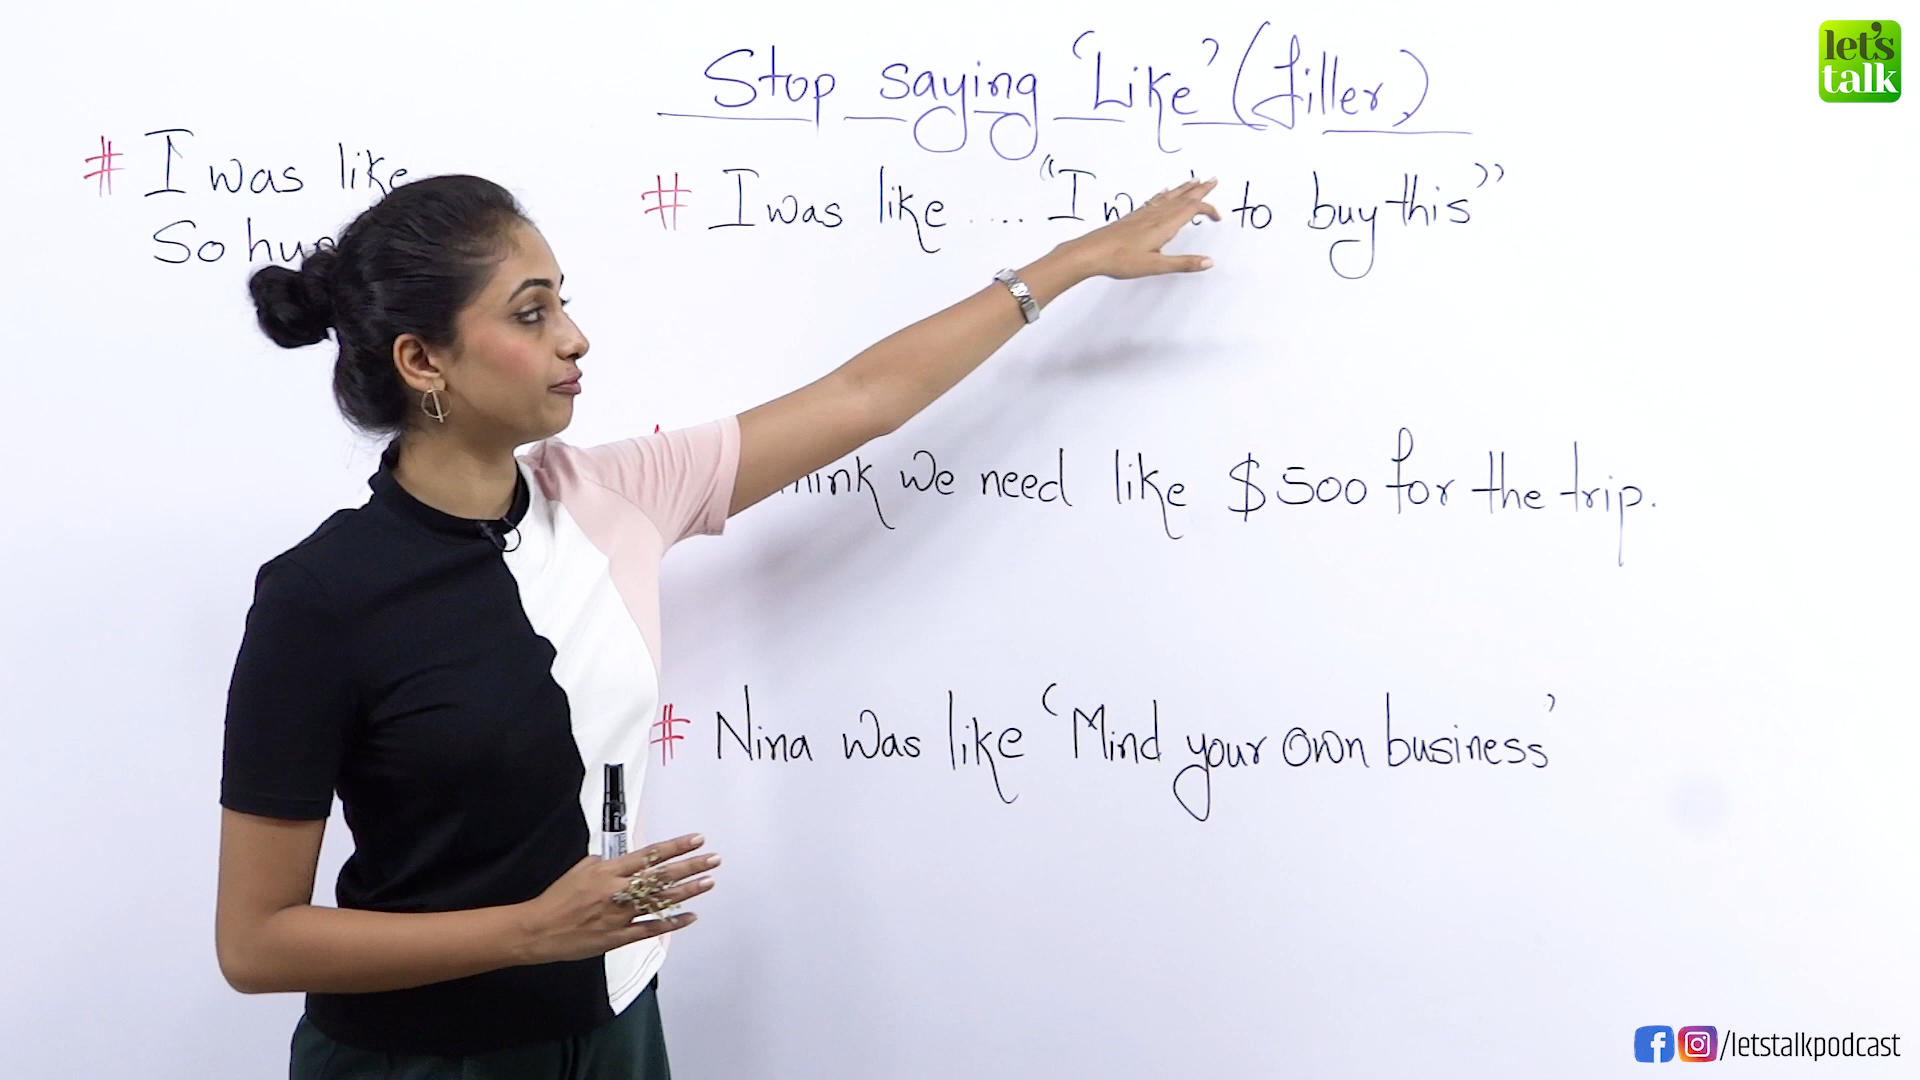 let's
talk
Stop saying 'Like' (filler)
# I was like
So
# I was like .... "I to buy this"
we need like $500 for the trip.
# Nina was like 'Mind your own business'
/letstalkpodcast